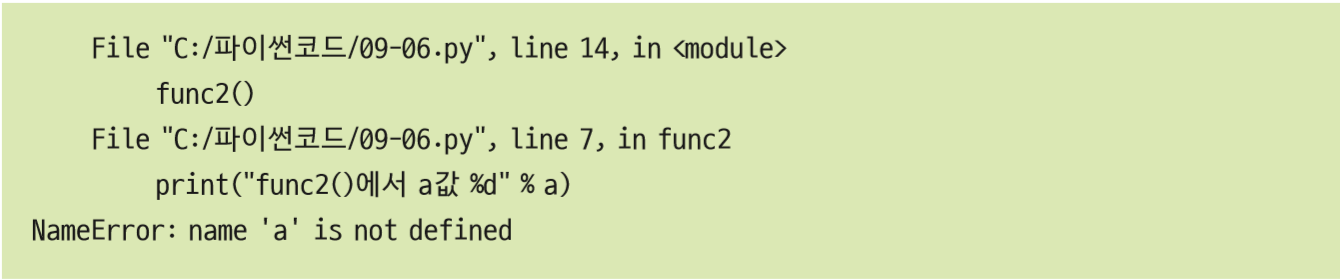 File "C:/파이썬코드/09-06.py", line 14, in <module>
func2()
File "C:/파이썬코드/09-06.py", line 7, in func2
print("func2()에서 a값 %d" % a)
NameError: name 'a' is not defined